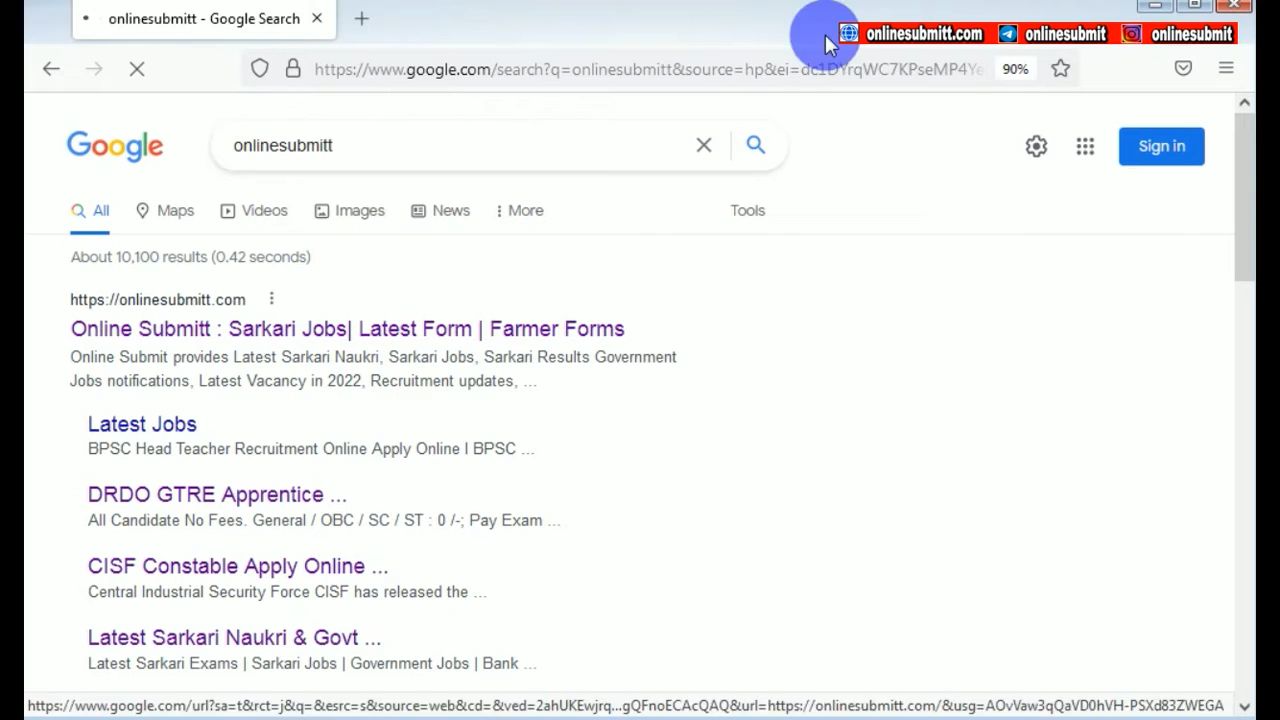 onlinesubmitt - Google Search
onlinesubmitt.com onlinesubmit onlinesubmit
https://www.google.com/search?q=onlinesubmitt&source=hp&ei=dc1DYrqWC7KPseMP4Ye 90%
Google onlinesubmitt Sign in
All Maps Videos Images News More Tools
About 10,100 results (0.42 seconds)
https://onlinesubmitt.com
Online Submitt : Sarkari Jobs| Latest Form | Farmer Forms
Online Submit provides Latest Sarkari Naukri, Sarkari Jobs, Sarkari Results Government
Jobs notifications, Latest Vacancy in 2022, Recruitment updates, ...
Latest Jobs
BPSC Head Teacher Recruitment Online Apply Online I BPSC ...
DRDO GTRE Apprentice ...
All Candidate No Fees. General / OBC / SC / ST : 0 /-; Pay Exam ...
CISF Constable Apply Online ...
Central Industrial Security Force CISF has released the ...
Latest Sarkari Naukri & Govt ...
Latest Sarkari Exams | Sarkari Jobs | Government Jobs | Bank ...
https://www.google.com/url?sa=t&rct=j&q=&esrc=s&source=web&cd=&ved=2ahUKEwjrq...gQFnoECAcQAQ&url=https://onlinesubmitt.com/&usg=AOvVaw3qQaVD0hVH-PSXd83ZWEGA